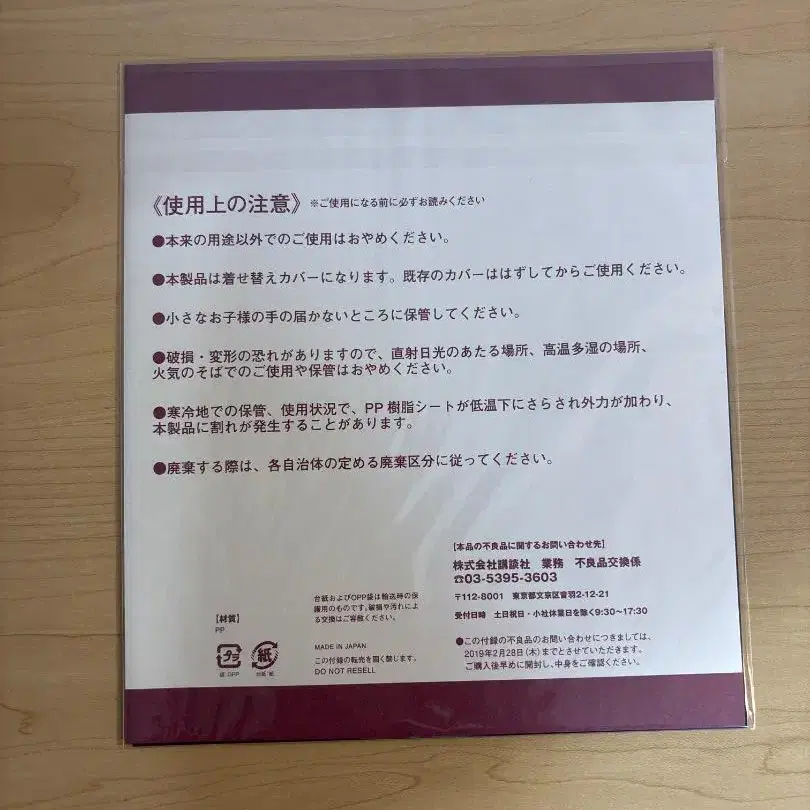 《使用上の注意》 ※ご使用になる前に必ずお読みください
●本来の用途以外でのご使用はおやめください。
●本製品は着せ替えカバーになります。既存のカバーははずしてからご使用ください。
●小さなお子様の手の届かないところに保管してください。
●破損・変形の恐れがありますので、直射日光のあたる場所、高温多湿の場所、
火気のそばでのご使用や保管はおやめください。
●寒冷地での保管、使用状況で、PP 樹脂シートが低温下にさらされ外力が加わり、
本製品に割れが発生することがあります。
●廃棄する際は、各自治体の定める廃棄区分に従ってください。
【材質】
PP
プラ
袋:OPP
紙
台紙:紙
台紙およびOPP袋は輸送時の保
護用のものです。破損や汚れによ
る交換はご容赦ください。
MADE IN JAPAN
この付録の転売を固く禁じます。
DO NOT RESELL
【本品の不良品に関するお問い合わせ先】
株式会社講談社 業務 不良品交換係
☎03-5395-3603
〒112-8001 東京都文京区音羽2-12-21
受付日時 土日祝日・小社休業日を除く9:30~17:30
●この付録の不良品のお問い合わせにつきましては、
2019年2月28日(木)までとさせていただきます。
ご購入後早めに開封し、中身をご確認ください。